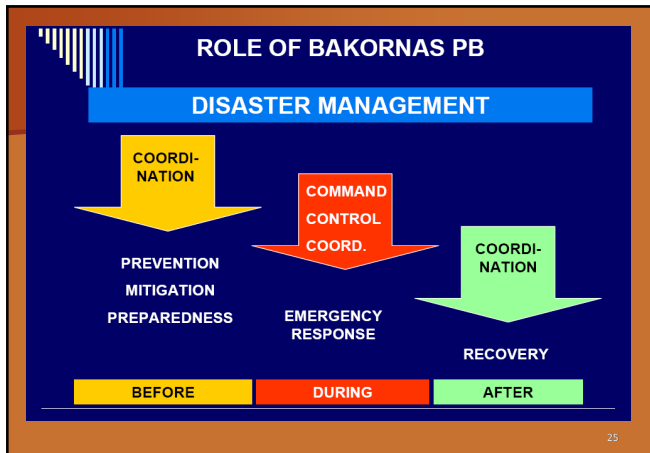 ROLE OF BAKORNAS PB
DISASTER MANAGEMENT
COORDI-
NATION
PREVENTION
MITIGATION
PREPAREDNESS
BEFORE
COMMAND
CONTROL
COORD.
EMERGENCY
RESPONSE
DURING
COORDI-
NATION
RECOVERY
AFTER
25